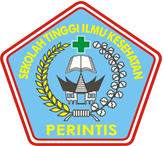 SEKOLAH TINGGI ILMU KESEHATAN
PERINTIS